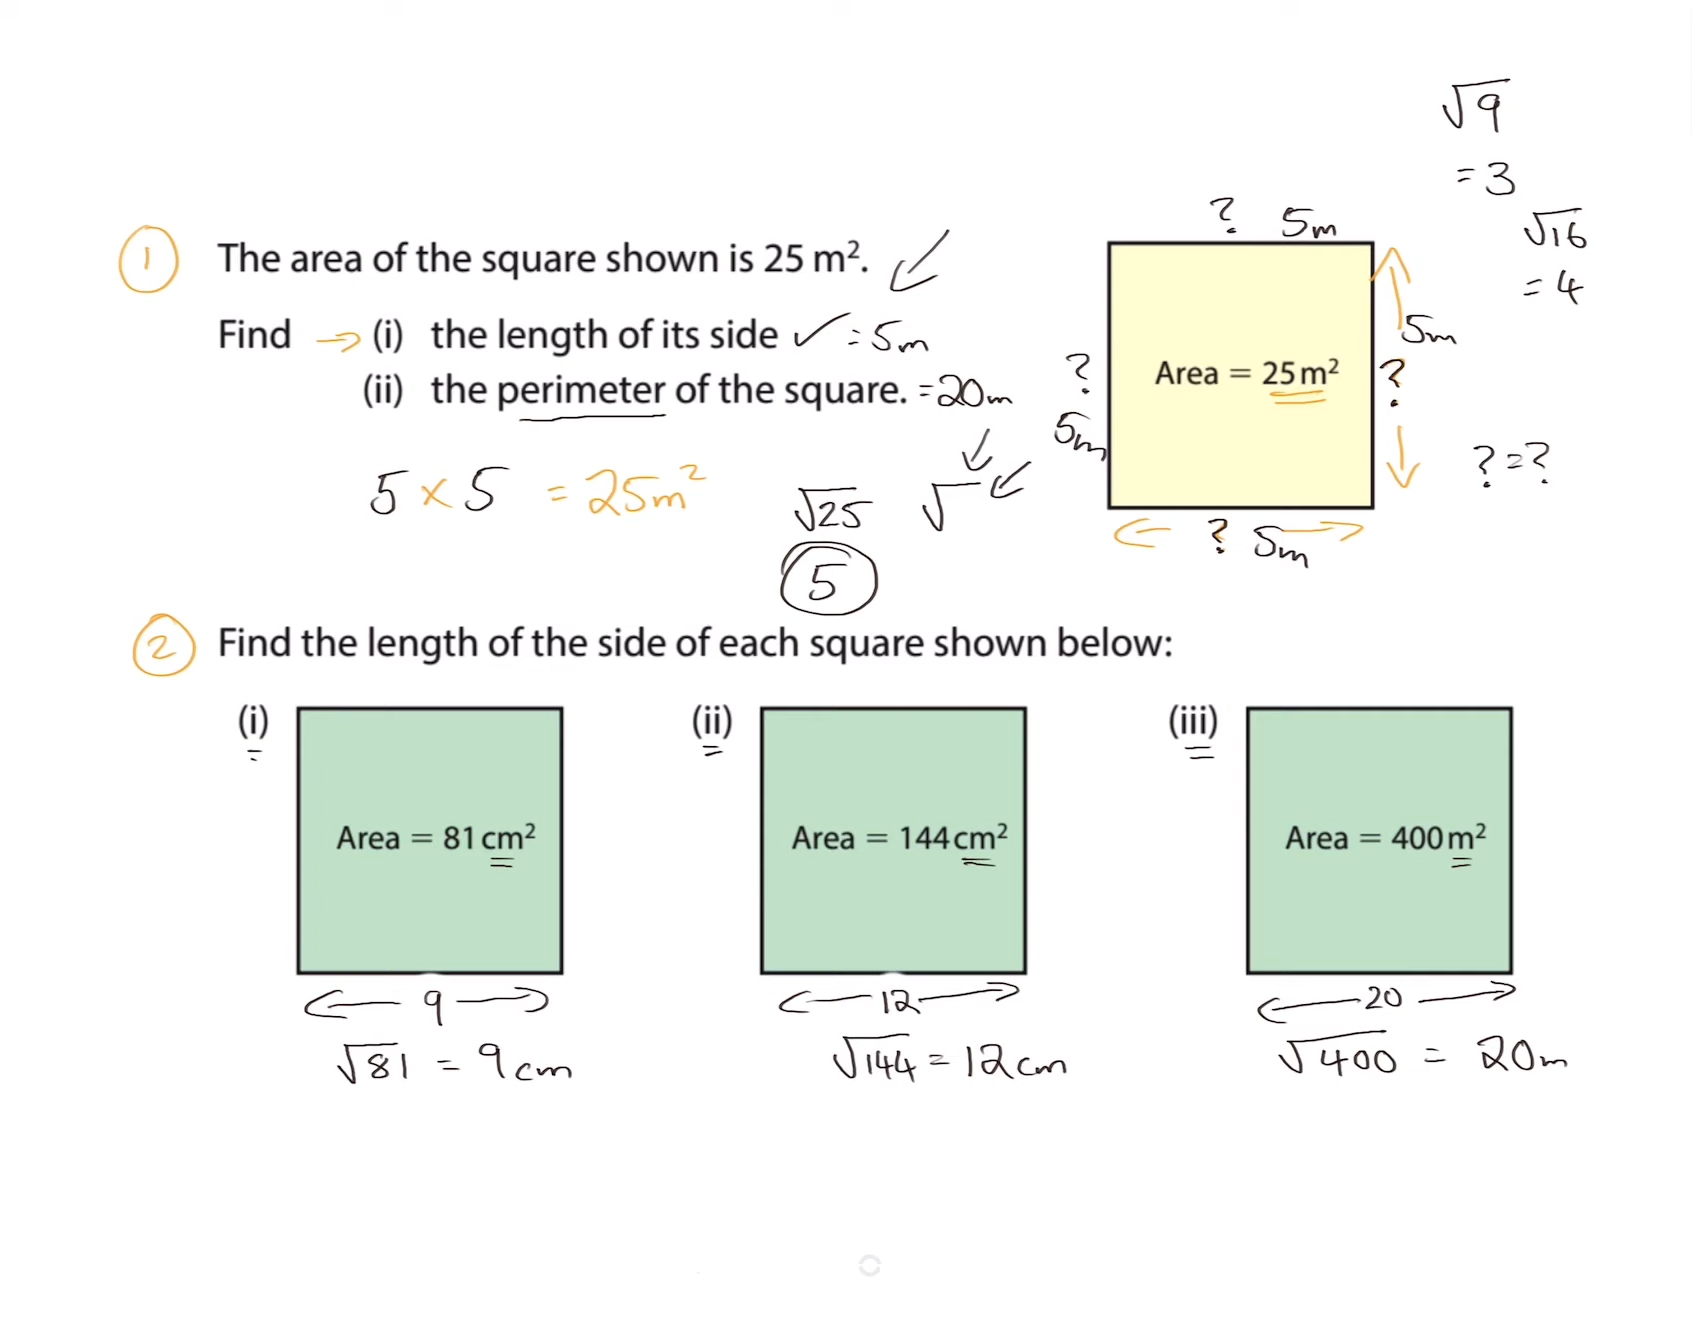 √9
= 3
√16
= 4
? 5m
1 The area of the square shown is 25 m².
Find → (i) the length of its side ✓ = 5m
(ii) the perimeter of the square. = 20m
5 × 5 = 25m²
√25 √
5
Area = 25 m²
?
5m
5m
?
? = ?
? 5m
2 Find the length of the side of each square shown below:
(i) (ii) (iii)
Area = 81 cm² Area = 144 cm² Area = 400 m²
9 12 20
√81 = 9cm √144 = 12cm √400 = 20m